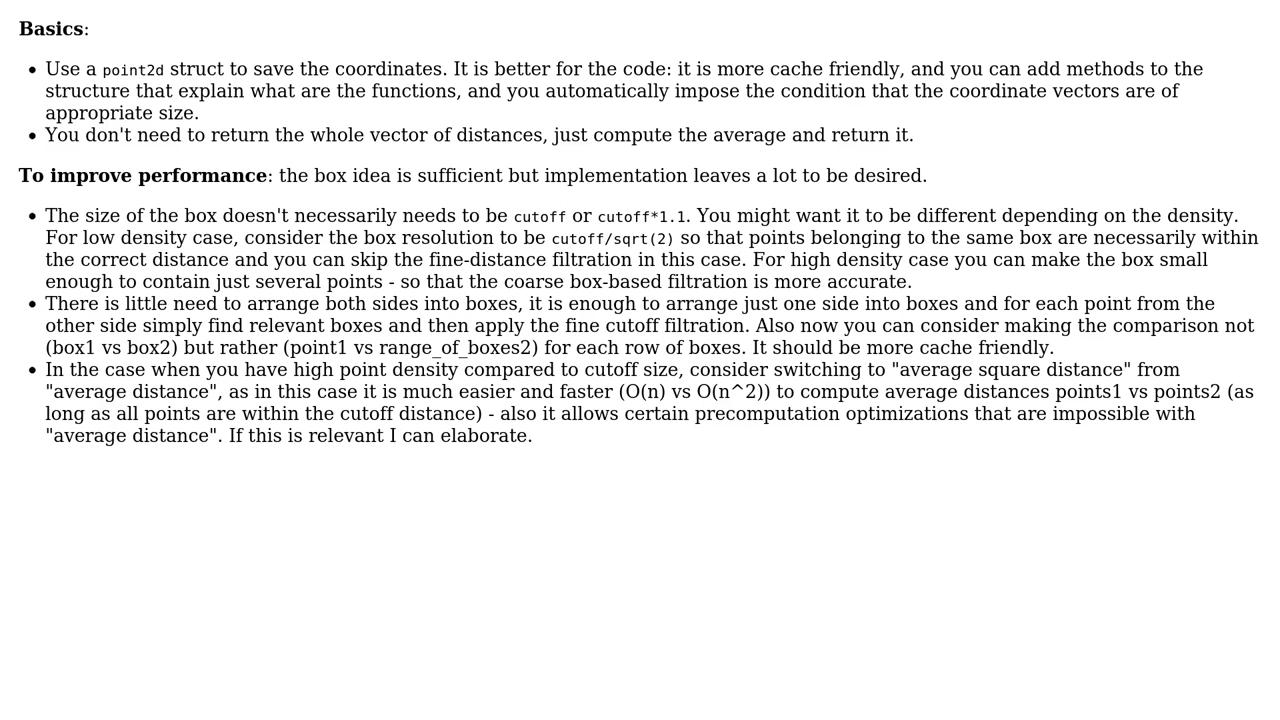 Basics:
• Use a point2d struct to save the coordinates. It is better for the code: it is more cache friendly, and you can add methods to the
structure that explain what are the functions, and you automatically impose the condition that the coordinate vectors are of
appropriate size.
• You don't need to return the whole vector of distances, just compute the average and return it.
To improve performance: the box idea is sufficient but implementation leaves a lot to be desired.
• The size of the box doesn't necessarily needs to be cutoff or cutoff*1.1. You might want it to be different depending on the density.
For low density case, consider the box resolution to be cutoff/sqrt(2) so that points belonging to the same box are necessarily within
the correct distance and you can skip the fine-distance filtration in this case. For high density case you can make the box small
enough to contain just several points - so that the coarse box-based filtration is more accurate.
• There is little need to arrange both sides into boxes, it is enough to arrange just one side into boxes and for each point from the
other side simply find relevant boxes and then apply the fine cutoff filtration. Also now you can consider making the comparison not
(box1 vs box2) but rather (point1 vs range_of_boxes2) for each row of boxes. It should be more cache friendly.
• In the case when you have high point density compared to cutoff size, consider switching to "average square distance" from
"average distance", as in this case it is much easier and faster (O(n) vs O(n^2)) to compute average distances points1 vs points2 (as
long as all points are within the cutoff distance) - also it allows certain precomputation optimizations that are impossible with
"average distance". If this is relevant I can elaborate.